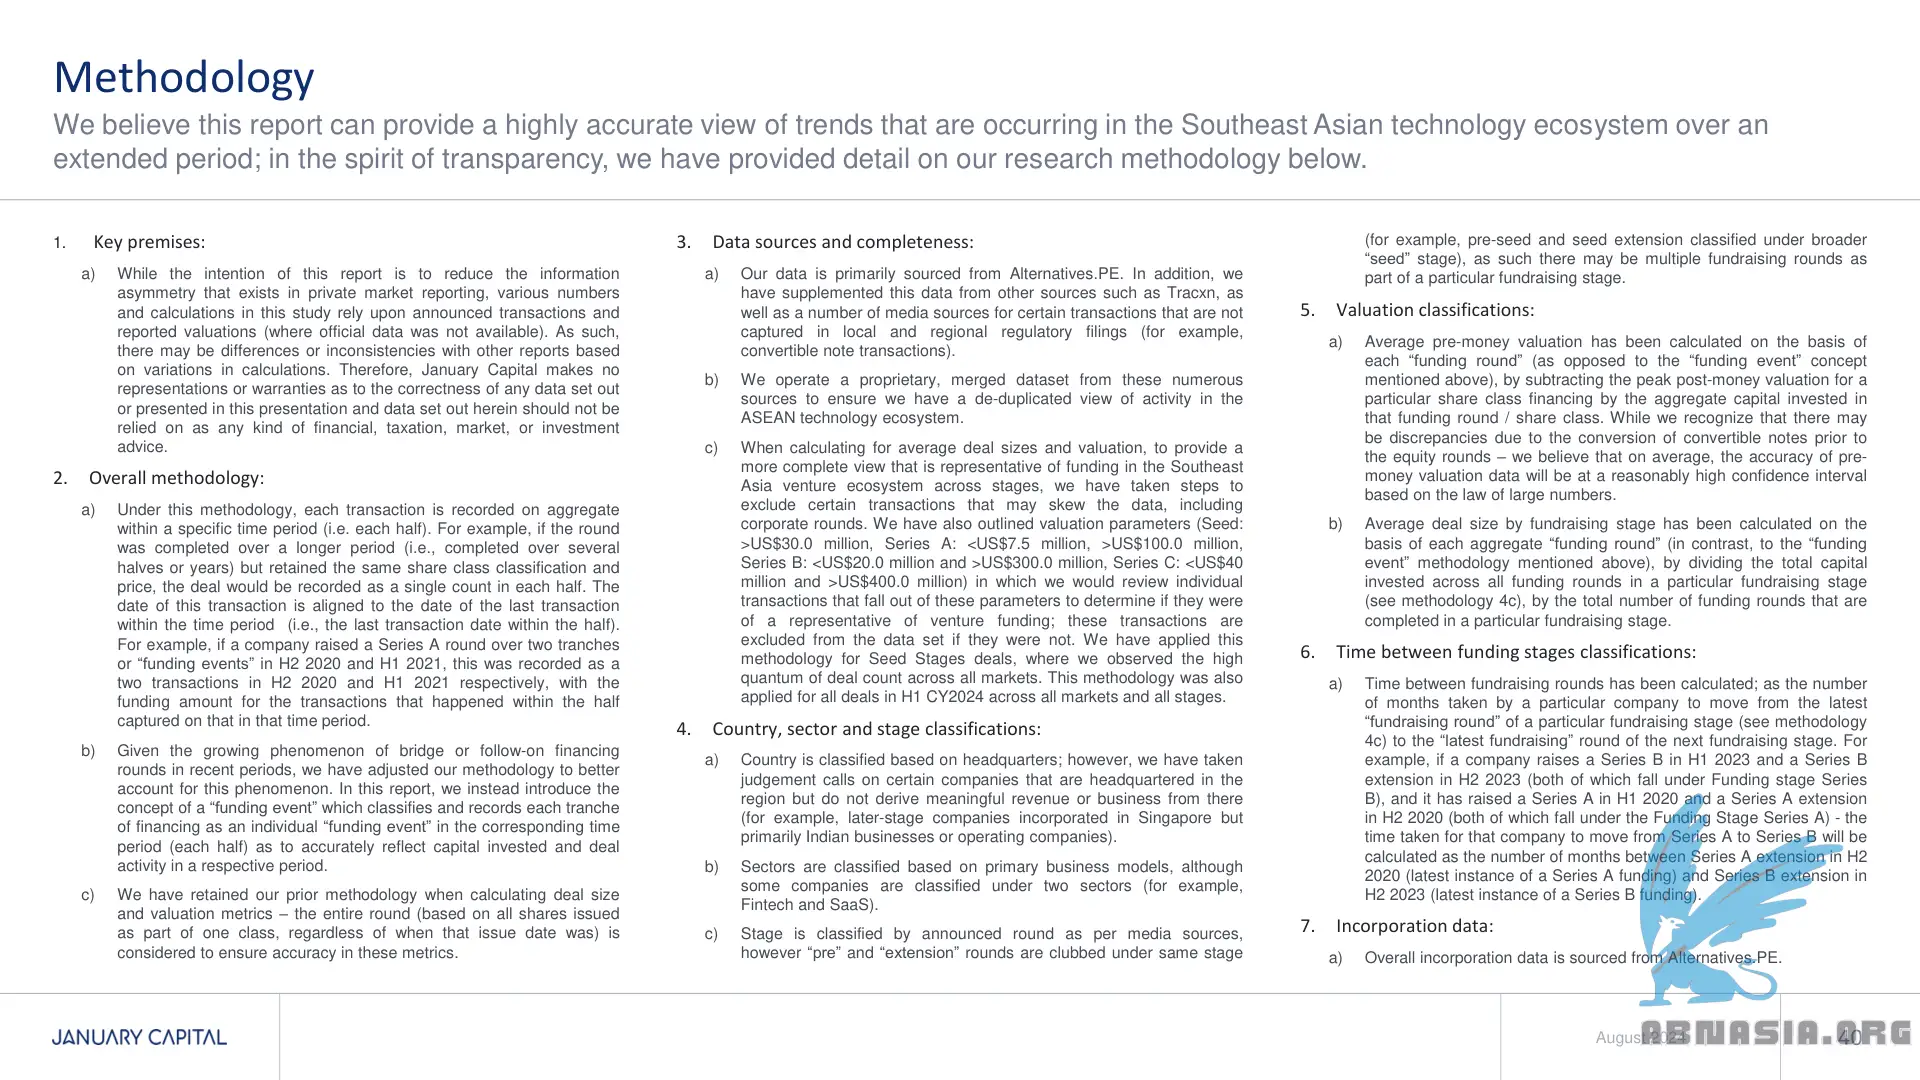 Methodology
We believe this report can provide a highly accurate view of trends that are occurring in the Southeast Asian technology ecosystem over an
extended period; in the spirit of transparency, we have provided detail on our research methodology below.
1. Key premises:
a) While the intention of this report is to reduce the information
asymmetry that exists in private market reporting, various numbers
and calculations in this study rely upon announced transactions and
reported valuations (where official data was not available). As such,
there may be differences or inconsistencies with other reports based
on variations in calculations. Therefore, January Capital makes no
representations or warranties as to the correctness of any data set out
or presented in this presentation and data set out herein should not be
relied on as any kind of financial, taxation, market, or investment
advice.
2. Overall methodology:
a) Under this methodology, each transaction is recorded on aggregate
within a specific time period (i.e. each half). For example, if the round
was completed over a longer period (i.e., completed over several
halves or years) but retained the same share class classification and
price, the deal would be recorded as a single count in each half. The
date of this transaction is aligned to the date of the last transaction
within the time period (i.e., the last transaction date within the half).
For example, if a company raised a Series A round over two tranches
or “funding events” in H2 2020 and H1 2021, this was recorded as a
two transactions in H2 2020 and H1 2021 respectively, with the
funding amount for the transactions that happened within the half
captured on that in that time period.
b) Given the growing phenomenon of bridge or follow-on financing
rounds in recent periods, we have adjusted our methodology to better
account for this phenomenon. In this report, we instead introduce the
concept of a “funding event” which classifies and records each tranche
of financing as an individual “funding event” in the corresponding time
period (each half) as to accurately reflect capital invested and deal
activity in a respective period.
c) We have retained our prior methodology when calculating deal size
and valuation metrics – the entire round (based on all shares issued
as part of one class, regardless of when that issue date was) is
considered to ensure accuracy in these metrics.
3. Data sources and completeness:
a) Our data is primarily sourced from Alternatives.PE. In addition, we
have supplemented this data from other sources such as Tracxn, as
well as a number of media sources for certain transactions that are not
captured in local and regional regulatory filings (for example,
convertible note transactions).
b) We operate a proprietary, merged dataset from these numerous
sources to ensure we have a de-duplicated view of activity in the
ASEAN technology ecosystem.
c) When calculating for average deal sizes and valuation, to provide a
more complete view that is representative of funding in the Southeast
Asia venture ecosystem across stages, we have taken steps to
exclude certain transactions that may skew the data, including
corporate rounds. We have also outlined valuation parameters (Seed:
>US$30.0 million, Series A: <US$7.5 million, >US$100.0 million,
Series B: <US$20.0 million and >US$300.0 million, Series C: <US$40
million and >US$400.0 million) in which we would review individual
transactions that fall out of these parameters to determine if they were
of a representative of venture funding; these transactions are
excluded from the data set if they were not. We have applied this
methodology for Seed Stages deals, where we observed the high
quantum of deal count across all markets. This methodology was also
applied for all deals in H1 CY2024 across all markets and all stages.
4. Country, sector and stage classifications:
a) Country is classified based on headquarters; however, we have taken
judgement calls on certain companies that are headquartered in the
region but do not derive meaningful revenue or business from there
(for example, later-stage companies incorporated in Singapore but
primarily Indian businesses or operating companies).
b) Sectors are classified based on primary business models, although
some companies are classified under two sectors (for example,
Fintech and SaaS).
c) Stage is classified by announced round as per media sources,
however “pre” and “extension” rounds are clubbed under same stage
(for example, pre-seed and seed extension classified under broader
“seed” stage), as such there may be multiple fundraising rounds as
part of a particular fundraising stage.
5. Valuation classifications:
a) Average pre-money valuation has been calculated on the basis of
each “funding round” (as opposed to the “funding event” concept
mentioned above), by subtracting the peak post-money valuation for a
particular share class financing by the aggregate capital invested in
that funding round / share class. While we recognize that there may
be discrepancies due to the conversion of convertible notes prior to
the equity rounds – we believe that on average, the accuracy of pre-
money valuation data will be at a reasonably high confidence interval
based on the law of large numbers.
b) Average deal size by fundraising stage has been calculated on the
basis of each aggregate “funding round” (in contrast, to the “funding
event” methodology mentioned above), by dividing the total capital
invested across all funding rounds in a particular fundraising stage
(see methodology 4c), by the total number of funding rounds that are
completed in a particular fundraising stage.
6. Time between funding stages classifications:
a) Time between fundraising rounds has been calculated; as the number
of months taken by a particular company to move from the latest
“fundraising round” of a particular fundraising stage (see methodology
4c) to the “latest fundraising” round of the next fundraising stage. For
example, if a company raises a Series B in H1 2023 and a Series B
extension in H2 2023 (both of which fall under Funding stage Series
B), and it has raised a Series A in H1 2020 and a Series A extension
in H2 2020 (both of which fall under the Funding Stage Series A) - the
time taken for that company to move from Series A to Series B will be
calculated as the number of months between Series A extension in H2
2020 (latest instance of a Series A funding) and Series B extension in
H2 2023 (latest instance of a Series B funding).
7. Incorporation data:
a) Overall incorporation data is sourced from Alternatives.PE.
JANUARY CAPITAL
August 2024
40
ABNASIA.ORG